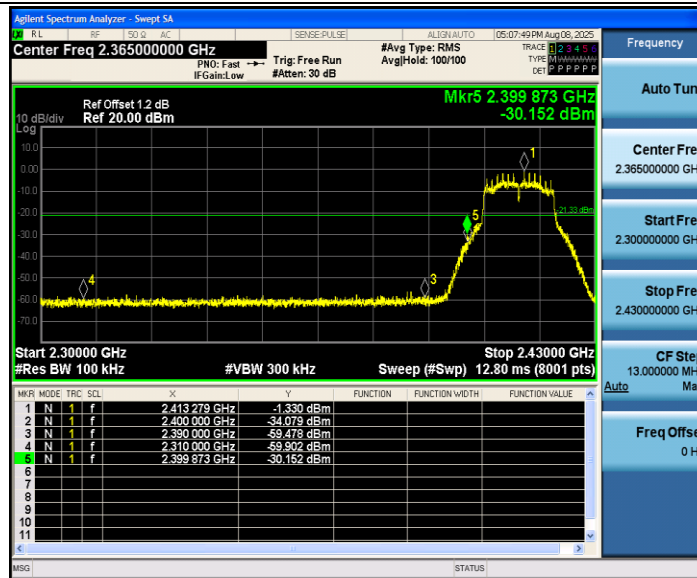 Agilent Spectrum Analyzer - Swept SA
RL RF 50 Ω AC SENSE:PULSE ALIGN AUTO 05:07:49 PM Aug 08, 2025
Center Freq 2.365000000 GHz #Avg Type: RMS TRACE 1 2 3 4 5 6
PNO: Fast Trig: Free Run Avg|Hold: 100/100 TYPE M
IFGain:Low #Atten: 30 dB DET P P P P P P
Frequency
Auto Tun
Center Fre
2.365000000 GH
Start Fre
2.300000000 GH
Stop Fre
2.430000000 GH
CF Ste
13.000000 MH
Auto Ma
Freq Offse
0 H
Ref Offset 1.2 dB Mkr5 2.399 873 GHz
10 dB/div Ref 20.00 dBm -30.152 dBm
Log
10.0
0.00
-10.0
-20.0
-30.0
-40.0
-50.0
-60.0
-70.0
1
-21.33 dBm
5
3
4
Start 2.30000 GHz Stop 2.43000 GHz
#Res BW 100 kHz #VBW 300 kHz Sweep (#Swp) 12.80 ms (8001 pts)
MKR MODE TRC SCL X Y FUNCTION FUNCTION WIDTH FUNCTION VALUE
1 N 1 f 2.413 279 GHz -1.330 dBm
2 N 1 f 2.400 000 GHz -34.079 dBm
3 N 1 f 2.390 000 GHz -59.478 dBm
4 N 1 f 2.310 000 GHz -59.902 dBm
5 N 1 f 2.399 873 GHz -30.152 dBm
6
7
8
9
10
11
MSG STATUS